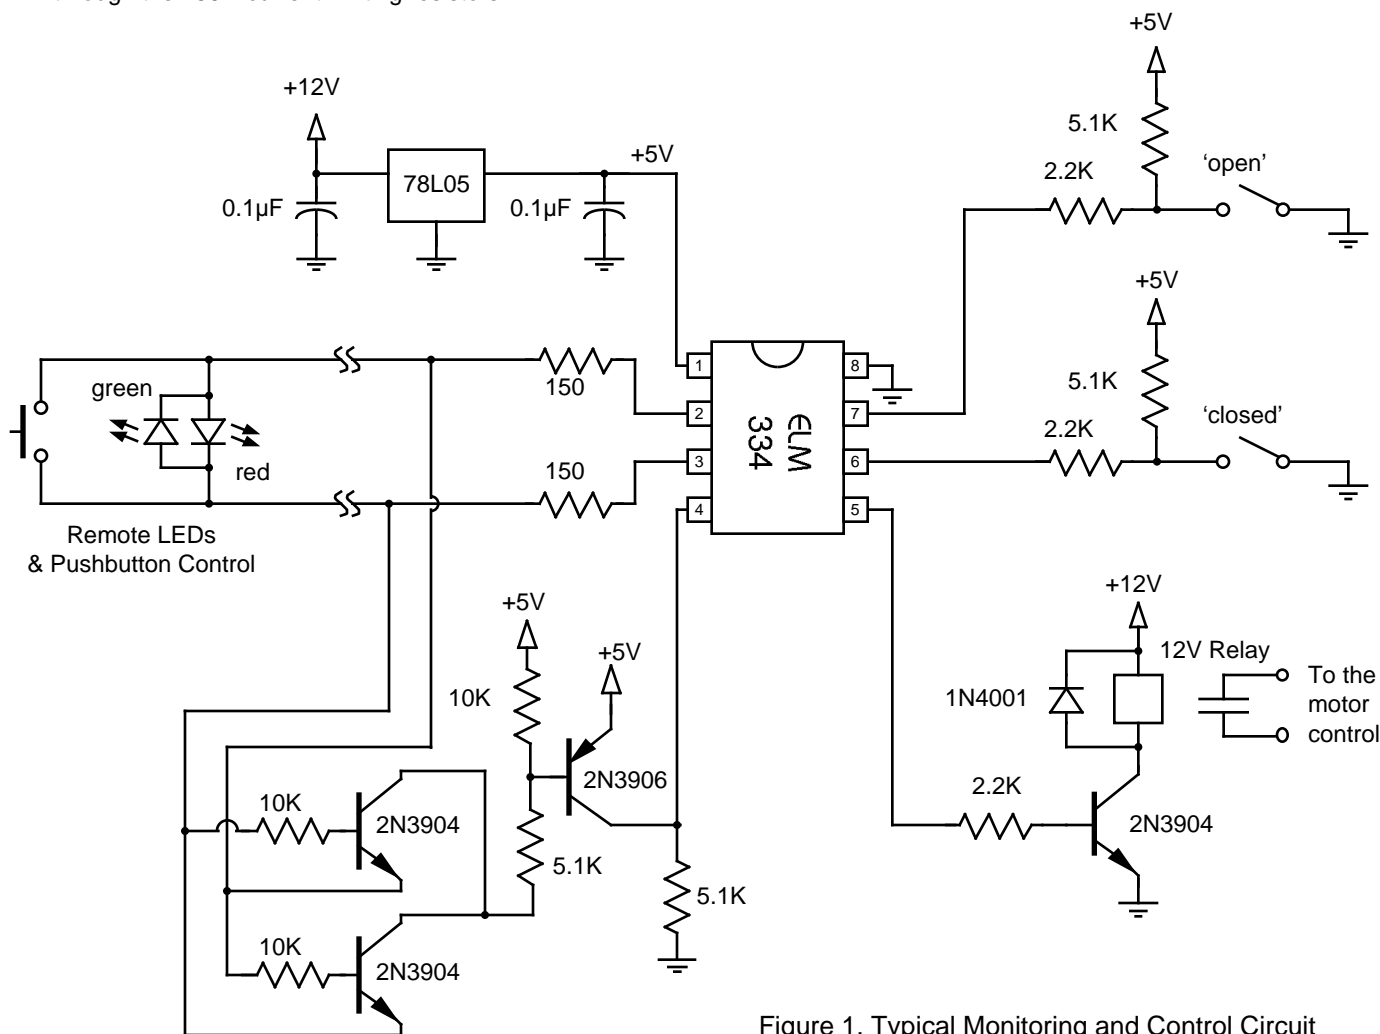 +5V
+12V
5.1K
2.2K
'open'
78L05
+5V
0.1µF
0.1µF
+5V
5.1K
2.2K
'closed'
green
red
150
150
1
2
3
4
8
7
6
5
ELM
334
Remote LEDs
& Pushbutton Control
+5V
+5V
10K
2N3906
5.1K
5.1K
10K
2N3904
10K
2N3904
+12V
12V Relay
1N4001
To the
motor
control
2.2K
2N3904
Figure 1. Typical Monitoring and Control Circuit